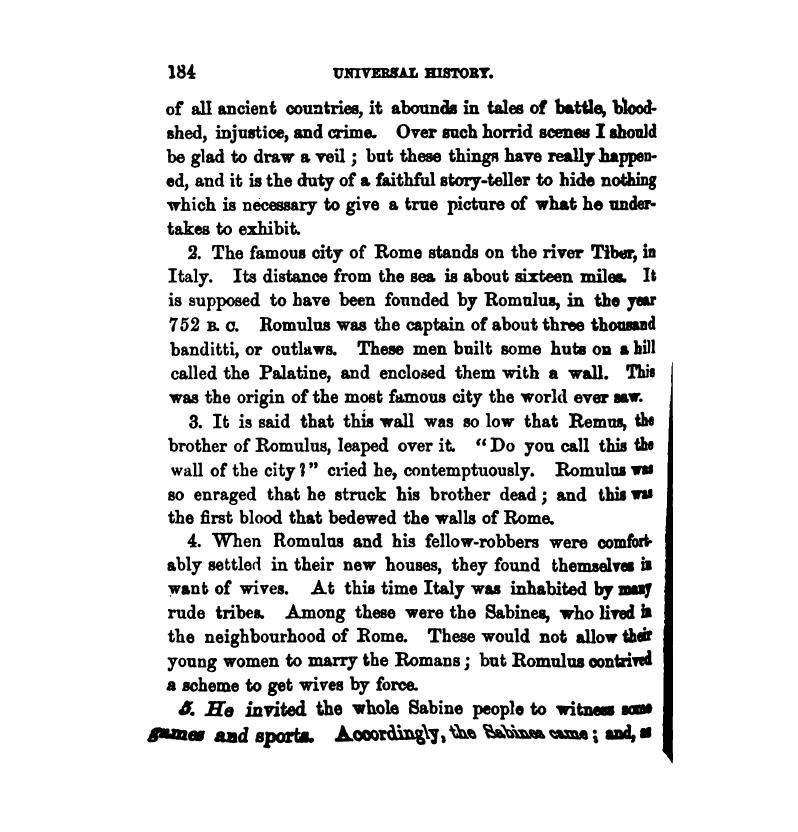 184 UNIVERSAL HISTORY.
of all ancient countries, it abounds in tales of battle, blood-
shed, injustice, and crime. Over such horrid scenes I should
be glad to draw a veil; but these things have really happen-
ed, and it is the duty of a faithful story-teller to hide nothing
which is necessary to give a true picture of what he under-
takes to exhibit.
2. The famous city of Rome stands on the river Tiber, in
Italy. Its distance from the sea is about sixteen miles. It
is supposed to have been founded by Romulus, in the year
752 B. C. Romulus was the captain of about three thousand
banditti, or outlaws. These men built some huts on a hill
called the Palatine, and enclosed them with a wall. This
was the origin of the most famous city the world ever saw.
3. It is said that this wall was so low that Remus, the
brother of Romulus, leaped over it. "Do you call this the
wall of the city?" cried he, contemptuously. Romulus was
so enraged that he struck his brother dead; and this was
the first blood that bedewed the walls of Rome.
4. When Romulus and his fellow-robbers were comfort-
ably settled in their new houses, they found themselves in
want of wives. At this time Italy was inhabited by many
rude tribes. Among these were the Sabines, who lived in
the neighbourhood of Rome. These would not allow their
young women to marry the Romans; but Romulus contrived
a scheme to get wives by force.
5. He invited the whole Sabine people to witness some
games and sports. Accordingly, the Sabines came; and, as